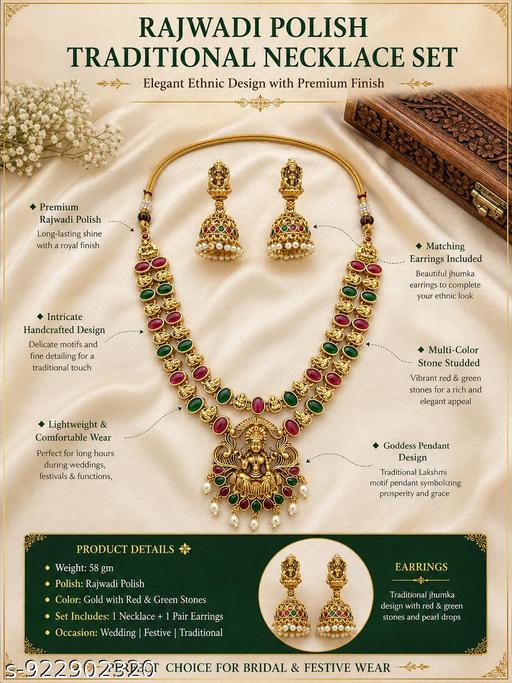 RAJWADI POLISH
TRADITIONAL NECKLACE SET
Elegant Ethnic Design with Premium Finish
◆ Premium
Rajwadi Polish
Long-lasting shine
with a royal finish
◆ Matching
Earrings Included
Beautiful jhumka
earrings to complete
your ethnic look
◆ Intricate
Handcrafted Design
Delicate motifs and
fine detailing for a
traditional touch
◆ Multi-Color
Stone Studded
Vibrant red & green
stones for a rich and
elegant appeal
◆ Lightweight &
Comfortable Wear
Perfect for long hours
during weddings,
festivals & functions,
◆ Goddess Pendant
Design
Traditional Lakshmi
motif pendant symbolizing
prosperity and grace
PRODUCT DETAILS
• Weight: 58 gm
• Polish: Rajwadi Polish
• Color: Gold with Red & Green Stones
• Set Includes: 1 Necklace + 1 Pair Earrings
• Occasion: Wedding | Festive | Traditional
EARRINGS
Traditional jhumka
design with red & green
stones and pearl drops
s-922902320
CHOICE FOR BRIDAL & FESTIVE WEAR